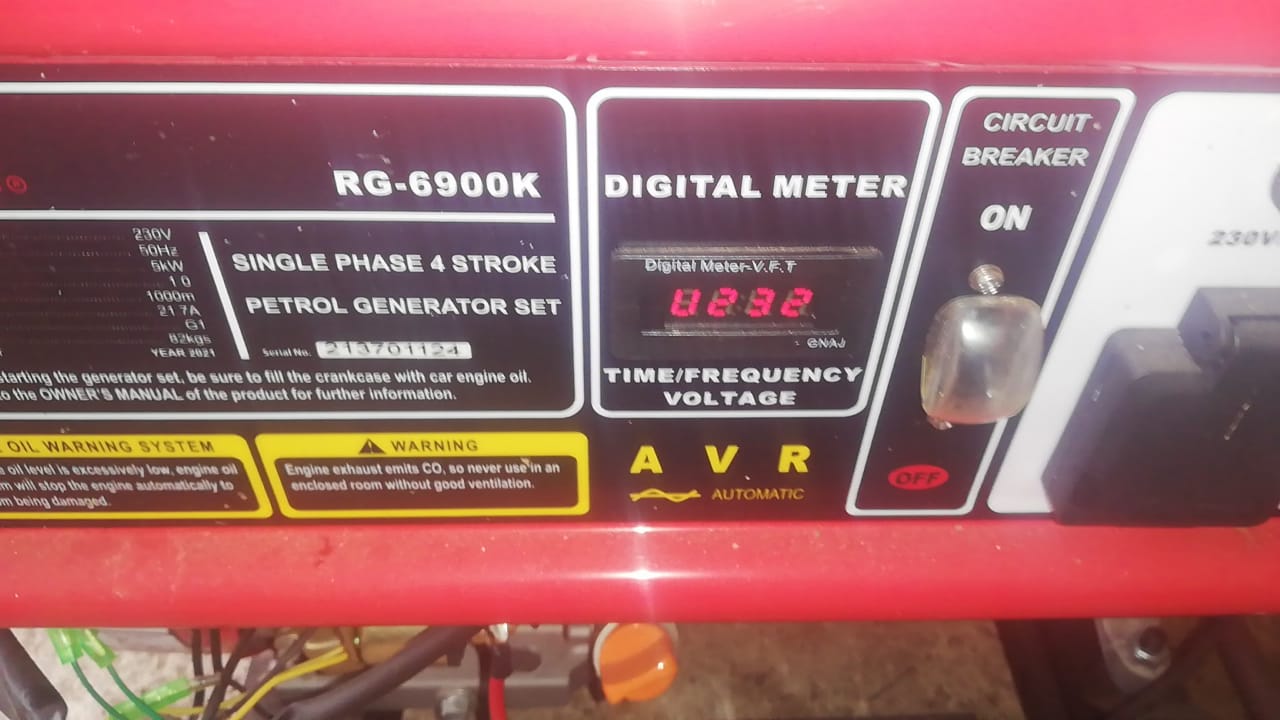 ®
RG-6900K
230V
50Hz
5kW
1.0
1000m
21.7A
G1
82kgs
YEAR 2021
SINGLE PHASE 4 STROKE
PETROL GENERATOR SET
Serial No. 213701124
starting the generator set, be sure to fill the crankcase with car engine oil.
to the OWNER'S MANUAL of the product for further information.
OIL WARNING SYSTEM
oil level is excessively low, engine oil
will stop the engine automatically to
being damaged.
WARNING
Engine exhaust emits CO, so never use in an
enclosed room without good ventilation.
DIGITAL METER
Digital Meter-V.F.T
U232
CNAJ
TIME/FREQUENCY
VOLTAGE
A V R
AUTOMATIC
CIRCUIT
BREAKER
ON
OFF
230V